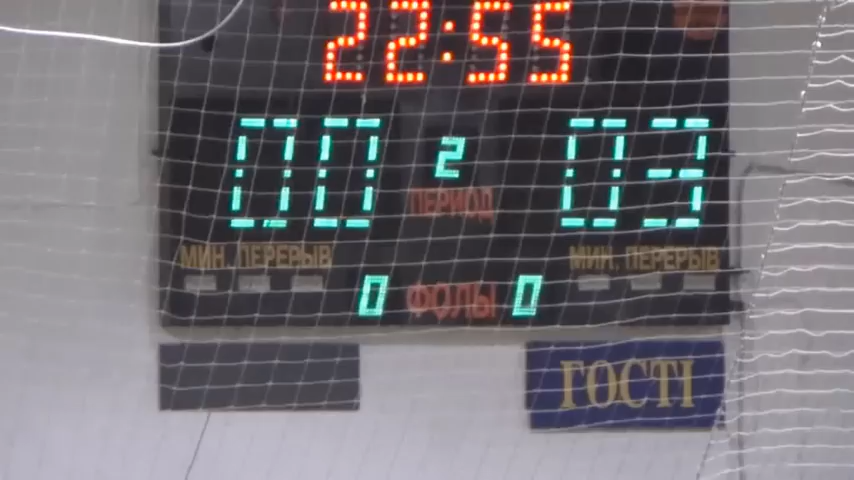 22:55
00 2 03
ПЕРИОД
МИН. ПЕРЕРЫВ МИН. ПЕРЕРЫВ
0 ФОЛЫ 0
ГОСТІ